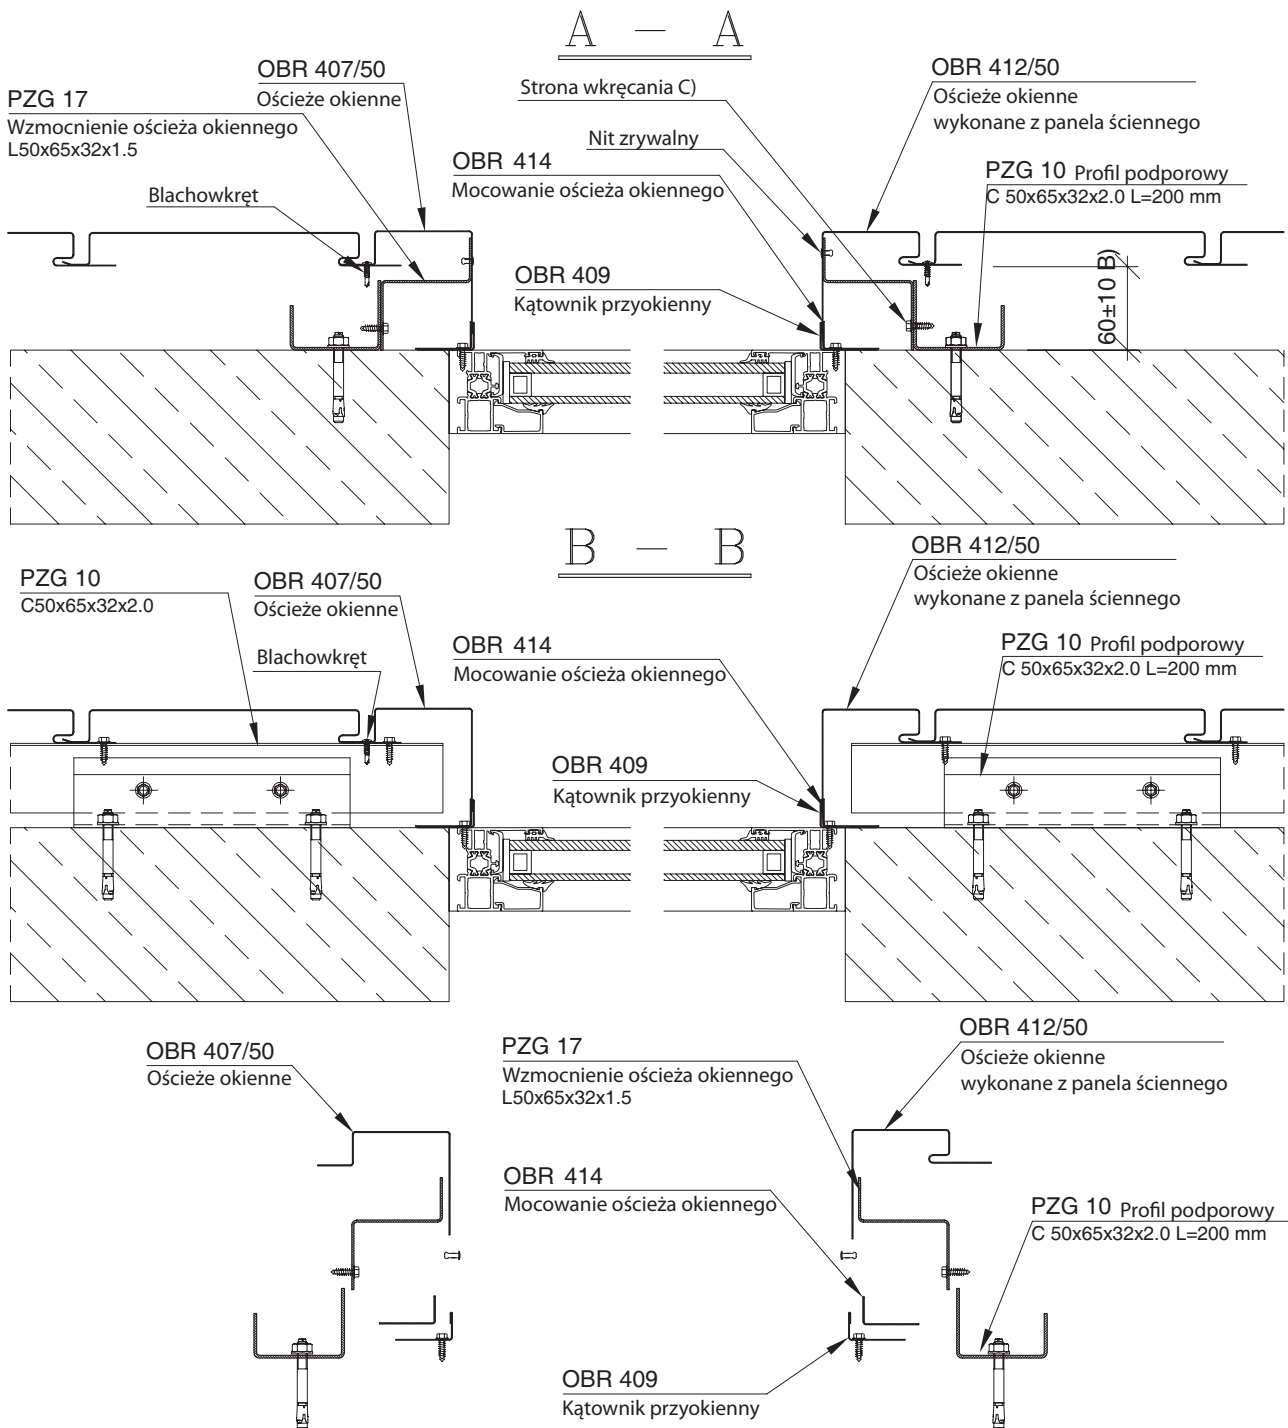 A — A
OBR 407/50
Ościeże okienne
PZG 17
Wzmocnienie ościeża okiennego
L50x65x32x1.5
Blachowkręt
Strona wkręcania C)
Nit zrywalny
OBR 414
Mocowanie ościeża okiennego
OBR 409
Kątownik przyokienny
OBR 412/50
Ościeże okienne
wykonane z panela ściennego
PZG 10 Profil podporowy
C 50x65x32x2.0 L=200 mm
60±10 B)
B — B
PZG 10
C50x65x32x2.0
OBR 407/50
Ościeże okienne
Blachowkręt
OBR 414
Mocowanie ościeża okiennego
OBR 409
Kątownik przyokienny
OBR 412/50
Ościeże okienne
wykonane z panela ściennego
PZG 10 Profil podporowy
C 50x65x32x2.0 L=200 mm
OBR 407/50
Ościeże okienne
PZG 17
Wzmocnienie ościeża okiennego
L50x65x32x1.5
OBR 414
Mocowanie ościeża okiennego
OBR 409
Kątownik przyokienny
OBR 412/50
Ościeże okienne
wykonane z panela ściennego
PZG 10 Profil podporowy
C 50x65x32x2.0 L=200 mm